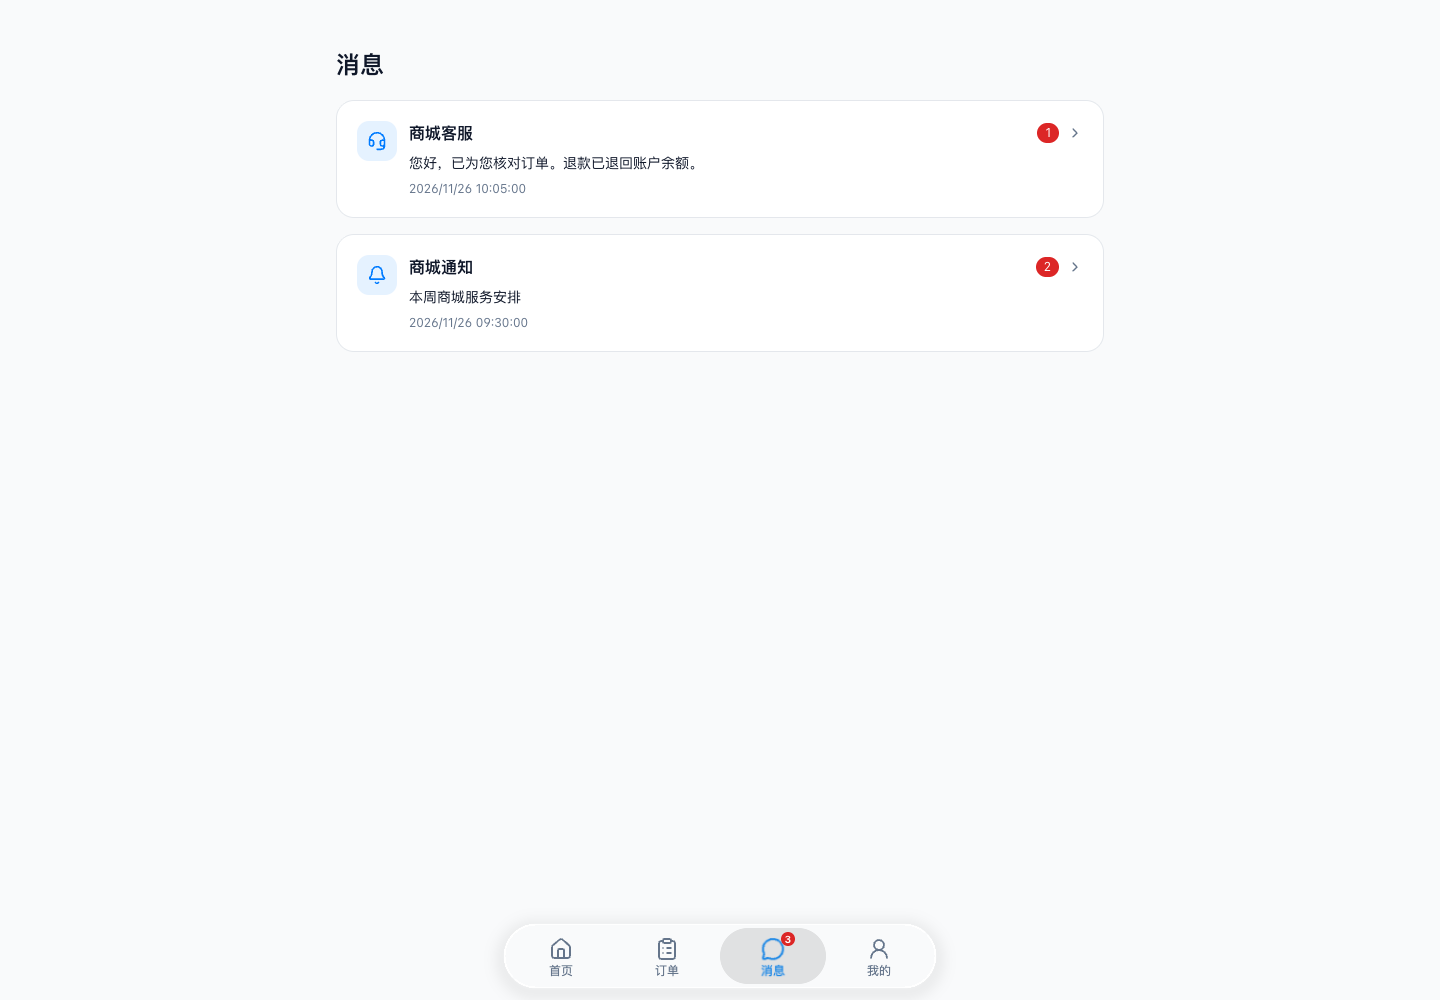 消息
商城客服
1
您好，已为您核对订单。退款已退回账户余额。
2026/11/26 10:05:00
商城通知
2
本周商城服务安排
2026/11/26 09:30:00
3
首页
订单
消息
我的